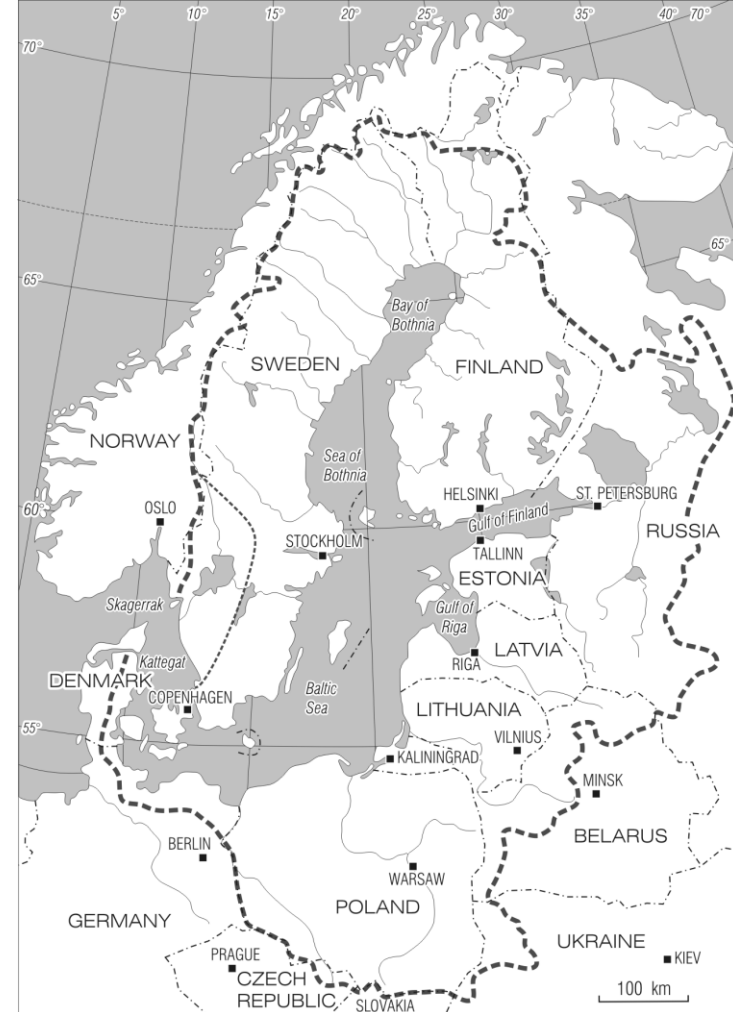 5°
10°
15°
20°
25°
30°
35°
40°
70°
70°
65°
65°
Bay of
Bothnia
SWEDEN
FINLAND
NORWAY
Sea of
Bothnia
HELSINKI
ST. PETERSBURG
60°
OSLO
Gulf of Finland
RUSSIA
STOCKHOLM
TALLINN
ESTONIA
Skagerrak
Gulf of
Riga
LATVIA
Kattegat
RIGA
DENMARK
COPENHAGEN
Baltic
Sea
LITHUANIA
55°
VILNIUS
KALININGRAD
MINSK
BERLIN
BELARUS
WARSAW
POLAND
GERMANY
UKRAINE
PRAGUE
KIEV
CZECH
REPUBLIC
SLOVAKIA
100 km